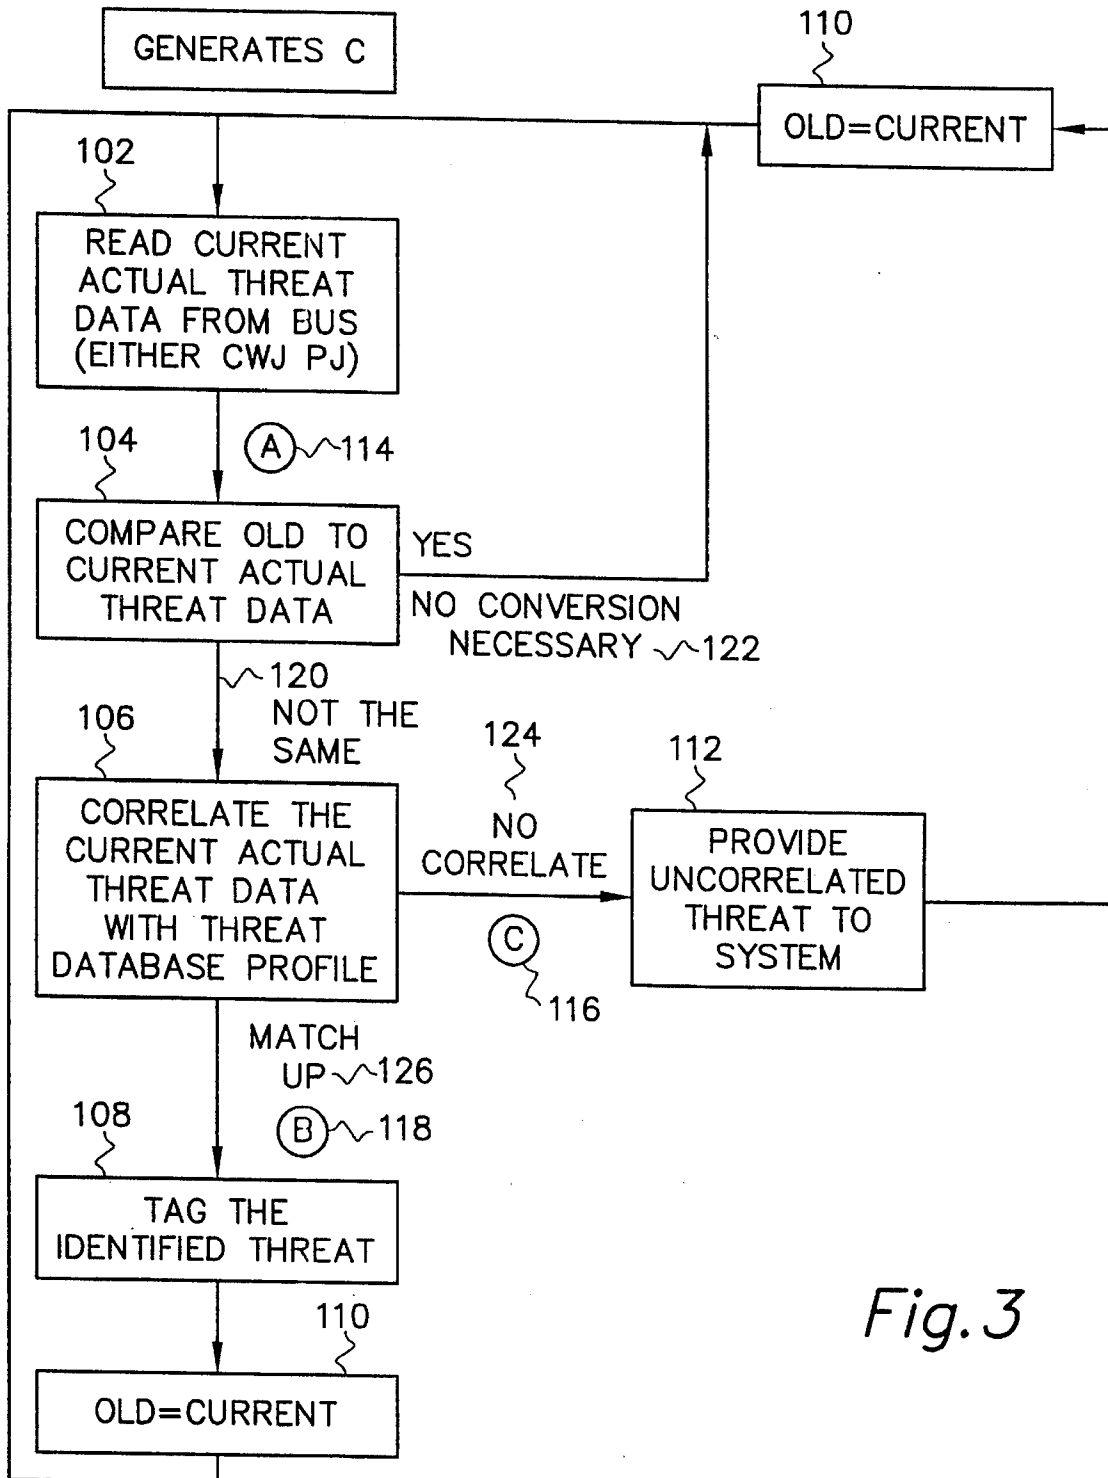 GENERATES C
110
OLD=CURRENT
102
READ CURRENT
ACTUAL THREAT
DATA FROM BUS
(EITHER CWJ PJ)
104
A
114
COMPARE OLD TO
CURRENT ACTUAL
THREAT DATA
YES
NO CONVERSION
NECESSARY
122
120
NOT THE
SAME
106
CORRELATE THE
CURRENT ACTUAL
THREAT DATA
WITH THREAT
DATABASE PROFILE
124
NO
CORRELATE
C
116
112
PROVIDE
UNCORRELATED
THREAT TO
SYSTEM
MATCH
UP
126
B
118
108
TAG THE
IDENTIFIED THREAT
110
OLD=CURRENT
Fig. 3